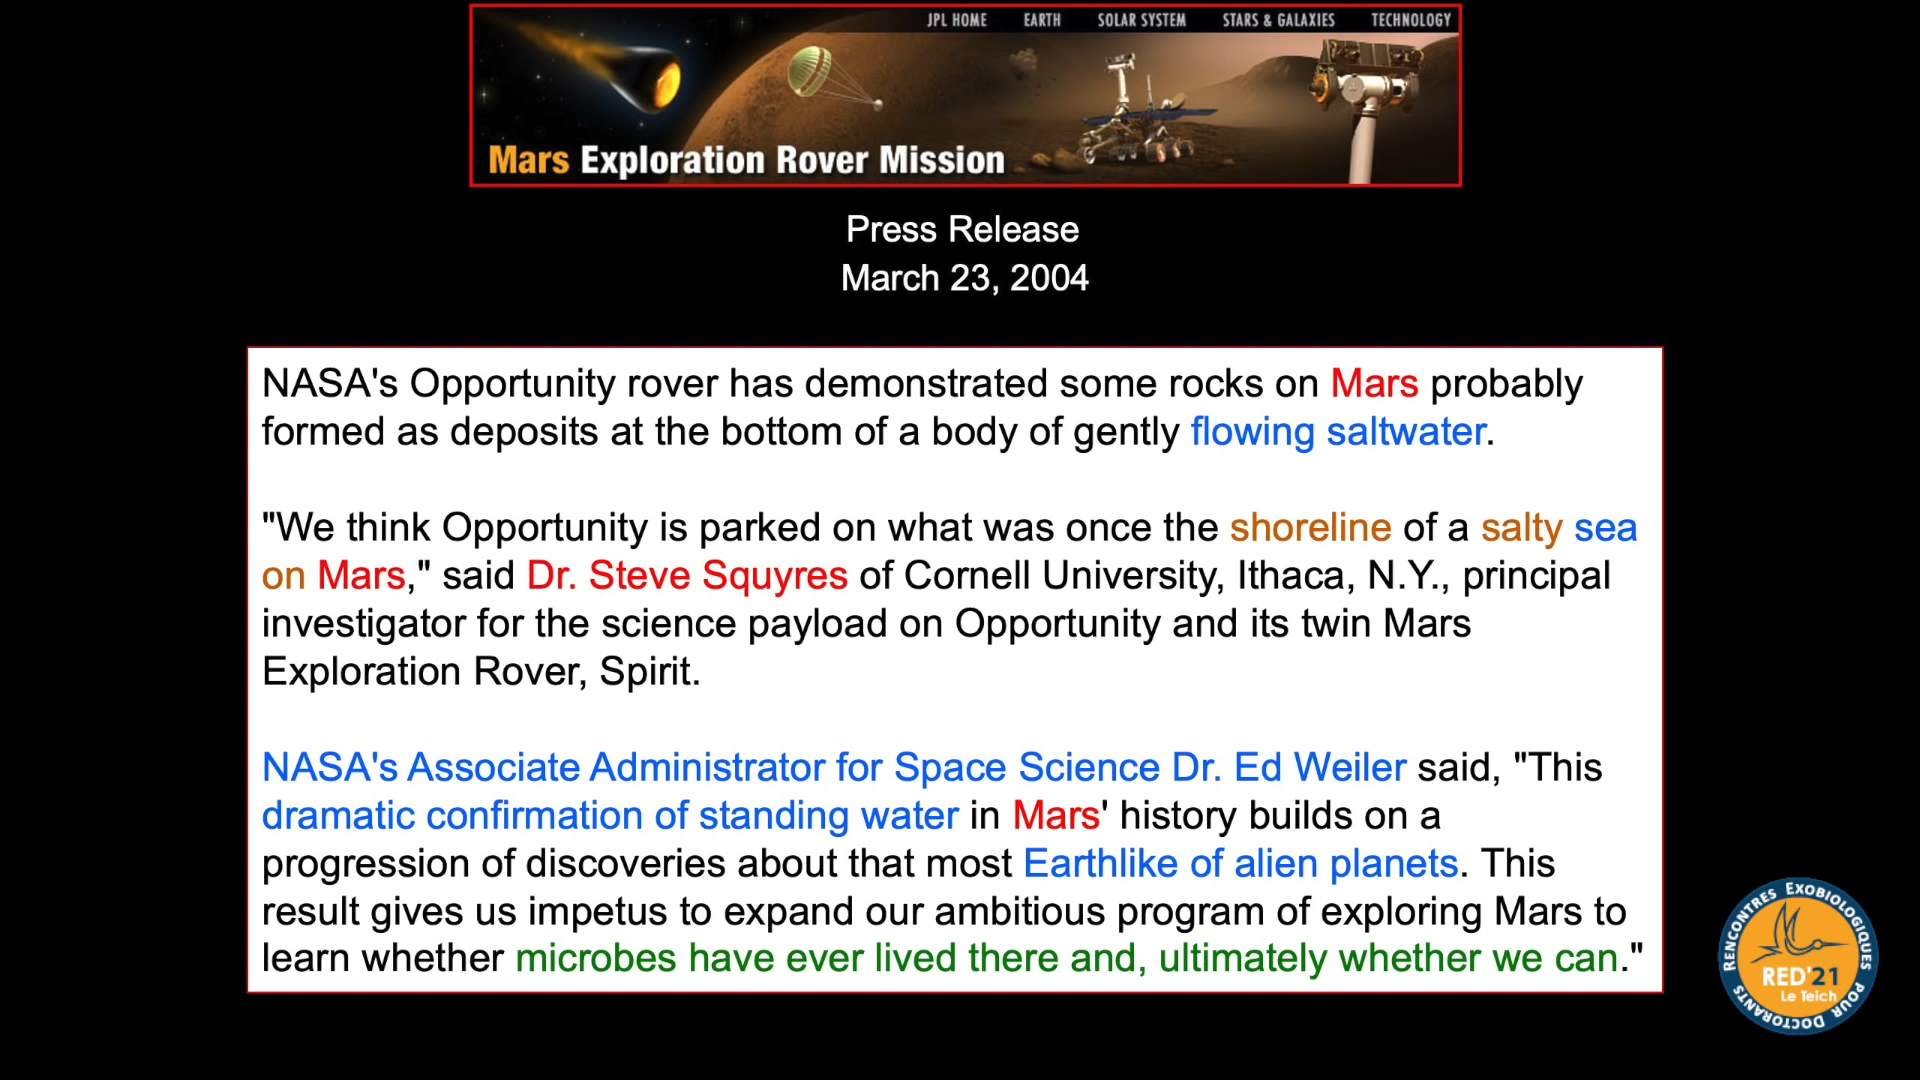 JPL HOME EARTH SOLAR SYSTEM STARS & GALAXIES TECHNOLOGY
Mars Exploration Rover Mission
Press Release
March 23, 2004
NASA's Opportunity rover has demonstrated some rocks on Mars probably
formed as deposits at the bottom of a body of gently flowing saltwater.
"We think Opportunity is parked on what was once the shoreline of a salty sea
on Mars," said Dr. Steve Squyres of Cornell University, Ithaca, N.Y., principal
investigator for the science payload on Opportunity and its twin Mars
Exploration Rover, Spirit.
NASA's Associate Administrator for Space Science Dr. Ed Weiler said, "This
dramatic confirmation of standing water in Mars' history builds on a
progression of discoveries about that most Earthlike of alien planets. This
result gives us impetus to expand our ambitious program of exploring Mars to
learn whether microbes have ever lived there and, ultimately whether we can."
RENCONTRES EXOBIOLOGIQUES
POUR DOCTORANTS
RED'21
Le Teich